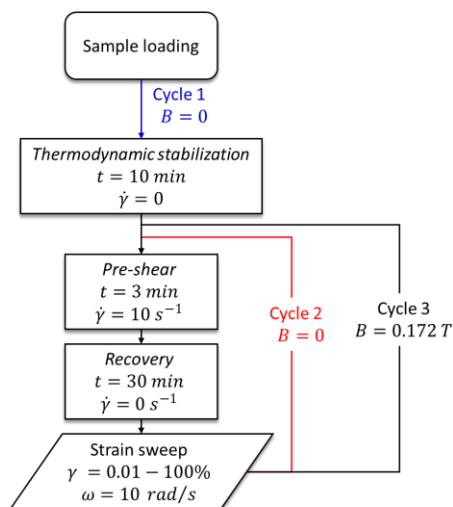 Sample loading
Cycle 1
B = 0
Thermodynamic stabilization
t = 10 min
γ̇ = 0
Pre-shear
t = 3 min
γ̇ = 10 s⁻¹
Cycle 2
B = 0
Cycle 3
B = 0.172 T
Recovery
t = 30 min
γ̇ = 0 s⁻¹
Strain sweep
γ = 0.01 − 100%
ω = 10 rad/s